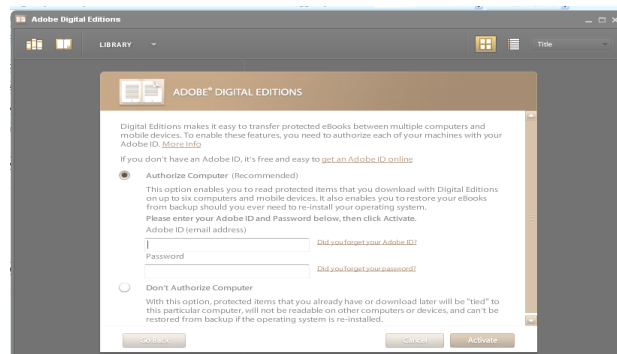 Adobe Digital Editions
LIBRARY
Title
ADOBE® DIGITAL EDITIONS
Digital Editions makes it easy to transfer protected eBooks between multiple computers and
mobile devices. To enable these features, you need to authorize each of your machines with your
Adobe ID. More Info
If you don't have an Adobe ID, it's free and easy to get an Adobe ID online
Authorize Computer (Recommended)
This option enables you to read protected items that you download with Digital Editions
on up to six computers and mobile devices. It also enables you to restore your eBooks
from backup should you ever need to re-install your operating system.
Please enter your Adobe ID and Password below, then click Activate.
Adobe ID (email address)
Did you forget your Adobe ID?
Password
Did you forget your password?
Don't Authorize Computer
With this option, protected items that you already have or download later will be "tied" to
this particular computer, will not be readable on other computers or devices, and can't be
restored from backup if the operating system is re-installed.
Go Back
Cancel
Activate